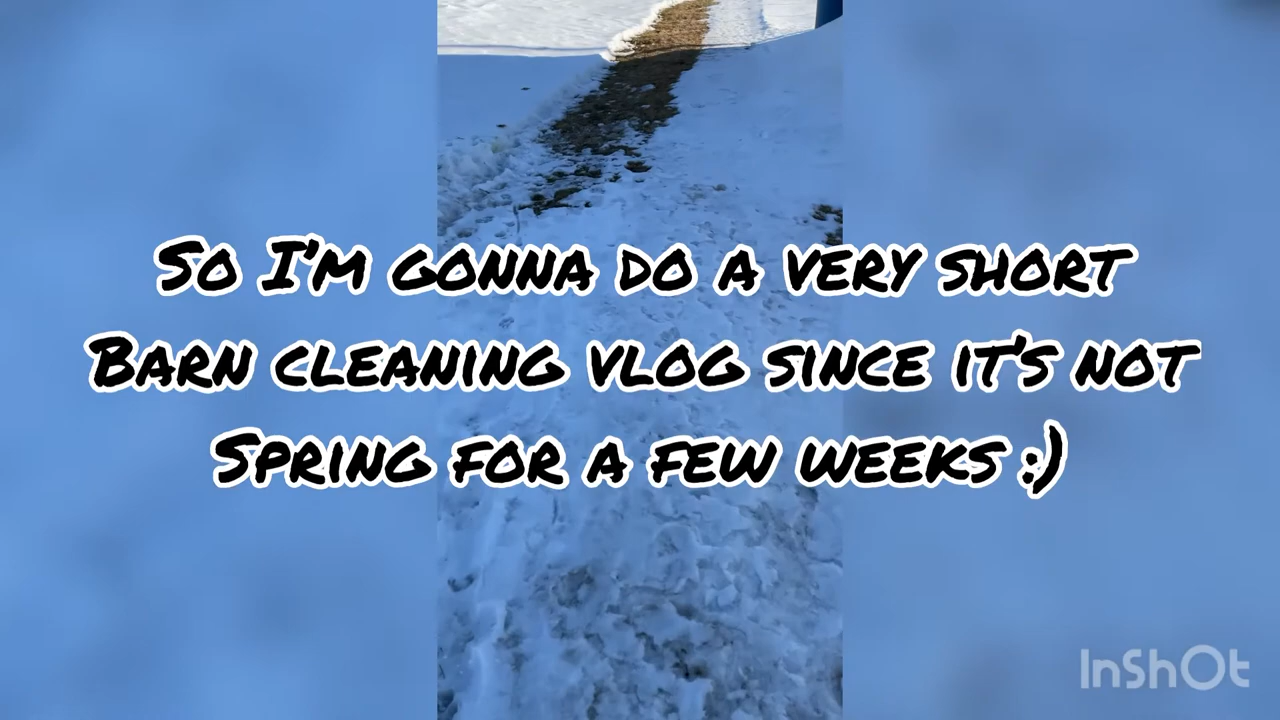 So I'm gonna do a very short
Barn cleaning vlog since it's not
Spring for a few weeks :)
InShOt